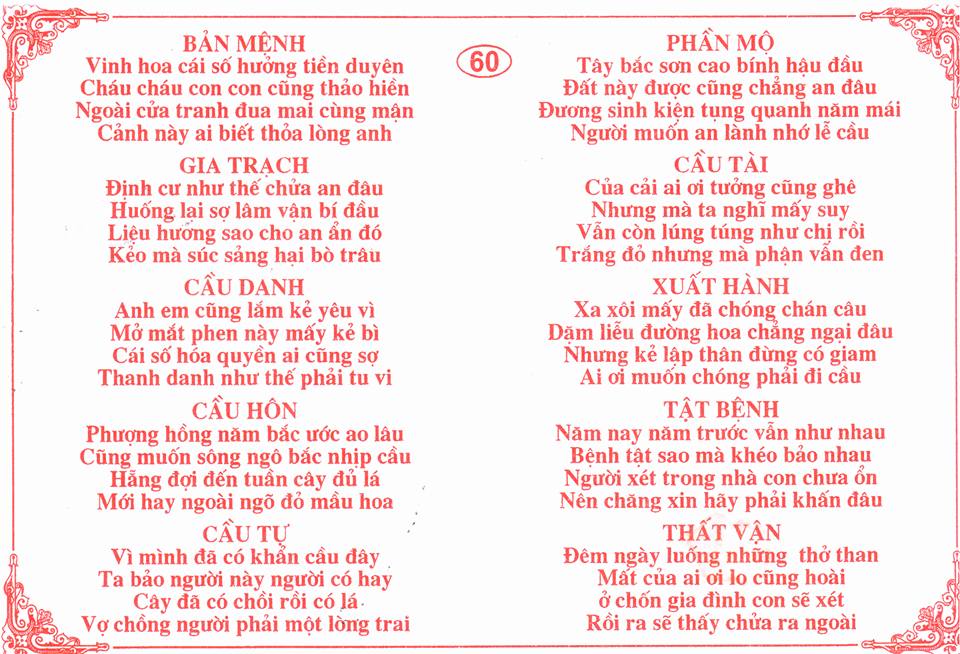 BẢN MỆNH
Vinh hoa cái số hưởng tiền duyên
Cháu cháu con con cũng thảo hiền
Ngoài cửa tranh đua mai cùng mận
Cảnh này ai biết thỏa lòng anh
GIA TRẠCH
Định cư như thế chửa an đâu
Huống lại sợ lâm vận bí đầu
Liệu hướng sao cho an ẩn đó
Kẻo mà súc sảng hại bò trâu
CẦU DANH
Anh em cũng lắm kẻ yêu vì
Mở mắt phen này mấy kẻ bì
Cái số hóa quyền ai cũng sợ
Thanh danh như thế phải tu vi
CẦU HÔN
Phượng hồng năm bắc ước ao lâu
Cũng muốn sông ngô bắc nhịp cầu
Hằng đợi đến tuần cây đủ lá
Mới hay ngoài ngõ đỏ mầu hoa
CẦU TỰ
Vì mình đã có khẩn cầu đây
Ta bảo người này người có hay
Cây đã có chồi rồi có lá
Vợ chồng người phải một lòng trai
60
PHẦN MỘ
Tây bắc sơn cao bính hậu đầu
Đất này được cũng chẳng an đâu
Đương sinh kiện tụng quanh năm mái
Người muốn an lành nhớ lễ cầu
CẦU TÀI
Của cải ai ơi tưởng cũng ghê
Nhưng mà ta nghĩ mấy suy
Vẫn còn lúng túng như chị rồi
Trắng đỏ nhưng mà phận vẫn đen
XUẤT HÀNH
Xa xôi mấy đã chóng chán câu
Dặm liễu đường hoa chẳng ngại đâu
Nhưng kẻ lập thân đừng có giam
Ai ơi muốn chóng phải đi cầu
TẬT BỆNH
Năm nay năm trước vẫn như nhau
Bệnh tật sao mà khéo bảo nhau
Người xét trong nhà con chưa ổn
Nên chăng xin hãy phải khấn đâu
THẤT VẬN
Đêm ngày luống những thở than
Mất của ai ơi lo cũng hoài
ở chốn gia đình con sẽ xét
Rồi ra sẽ thấy chửa ra ngoài